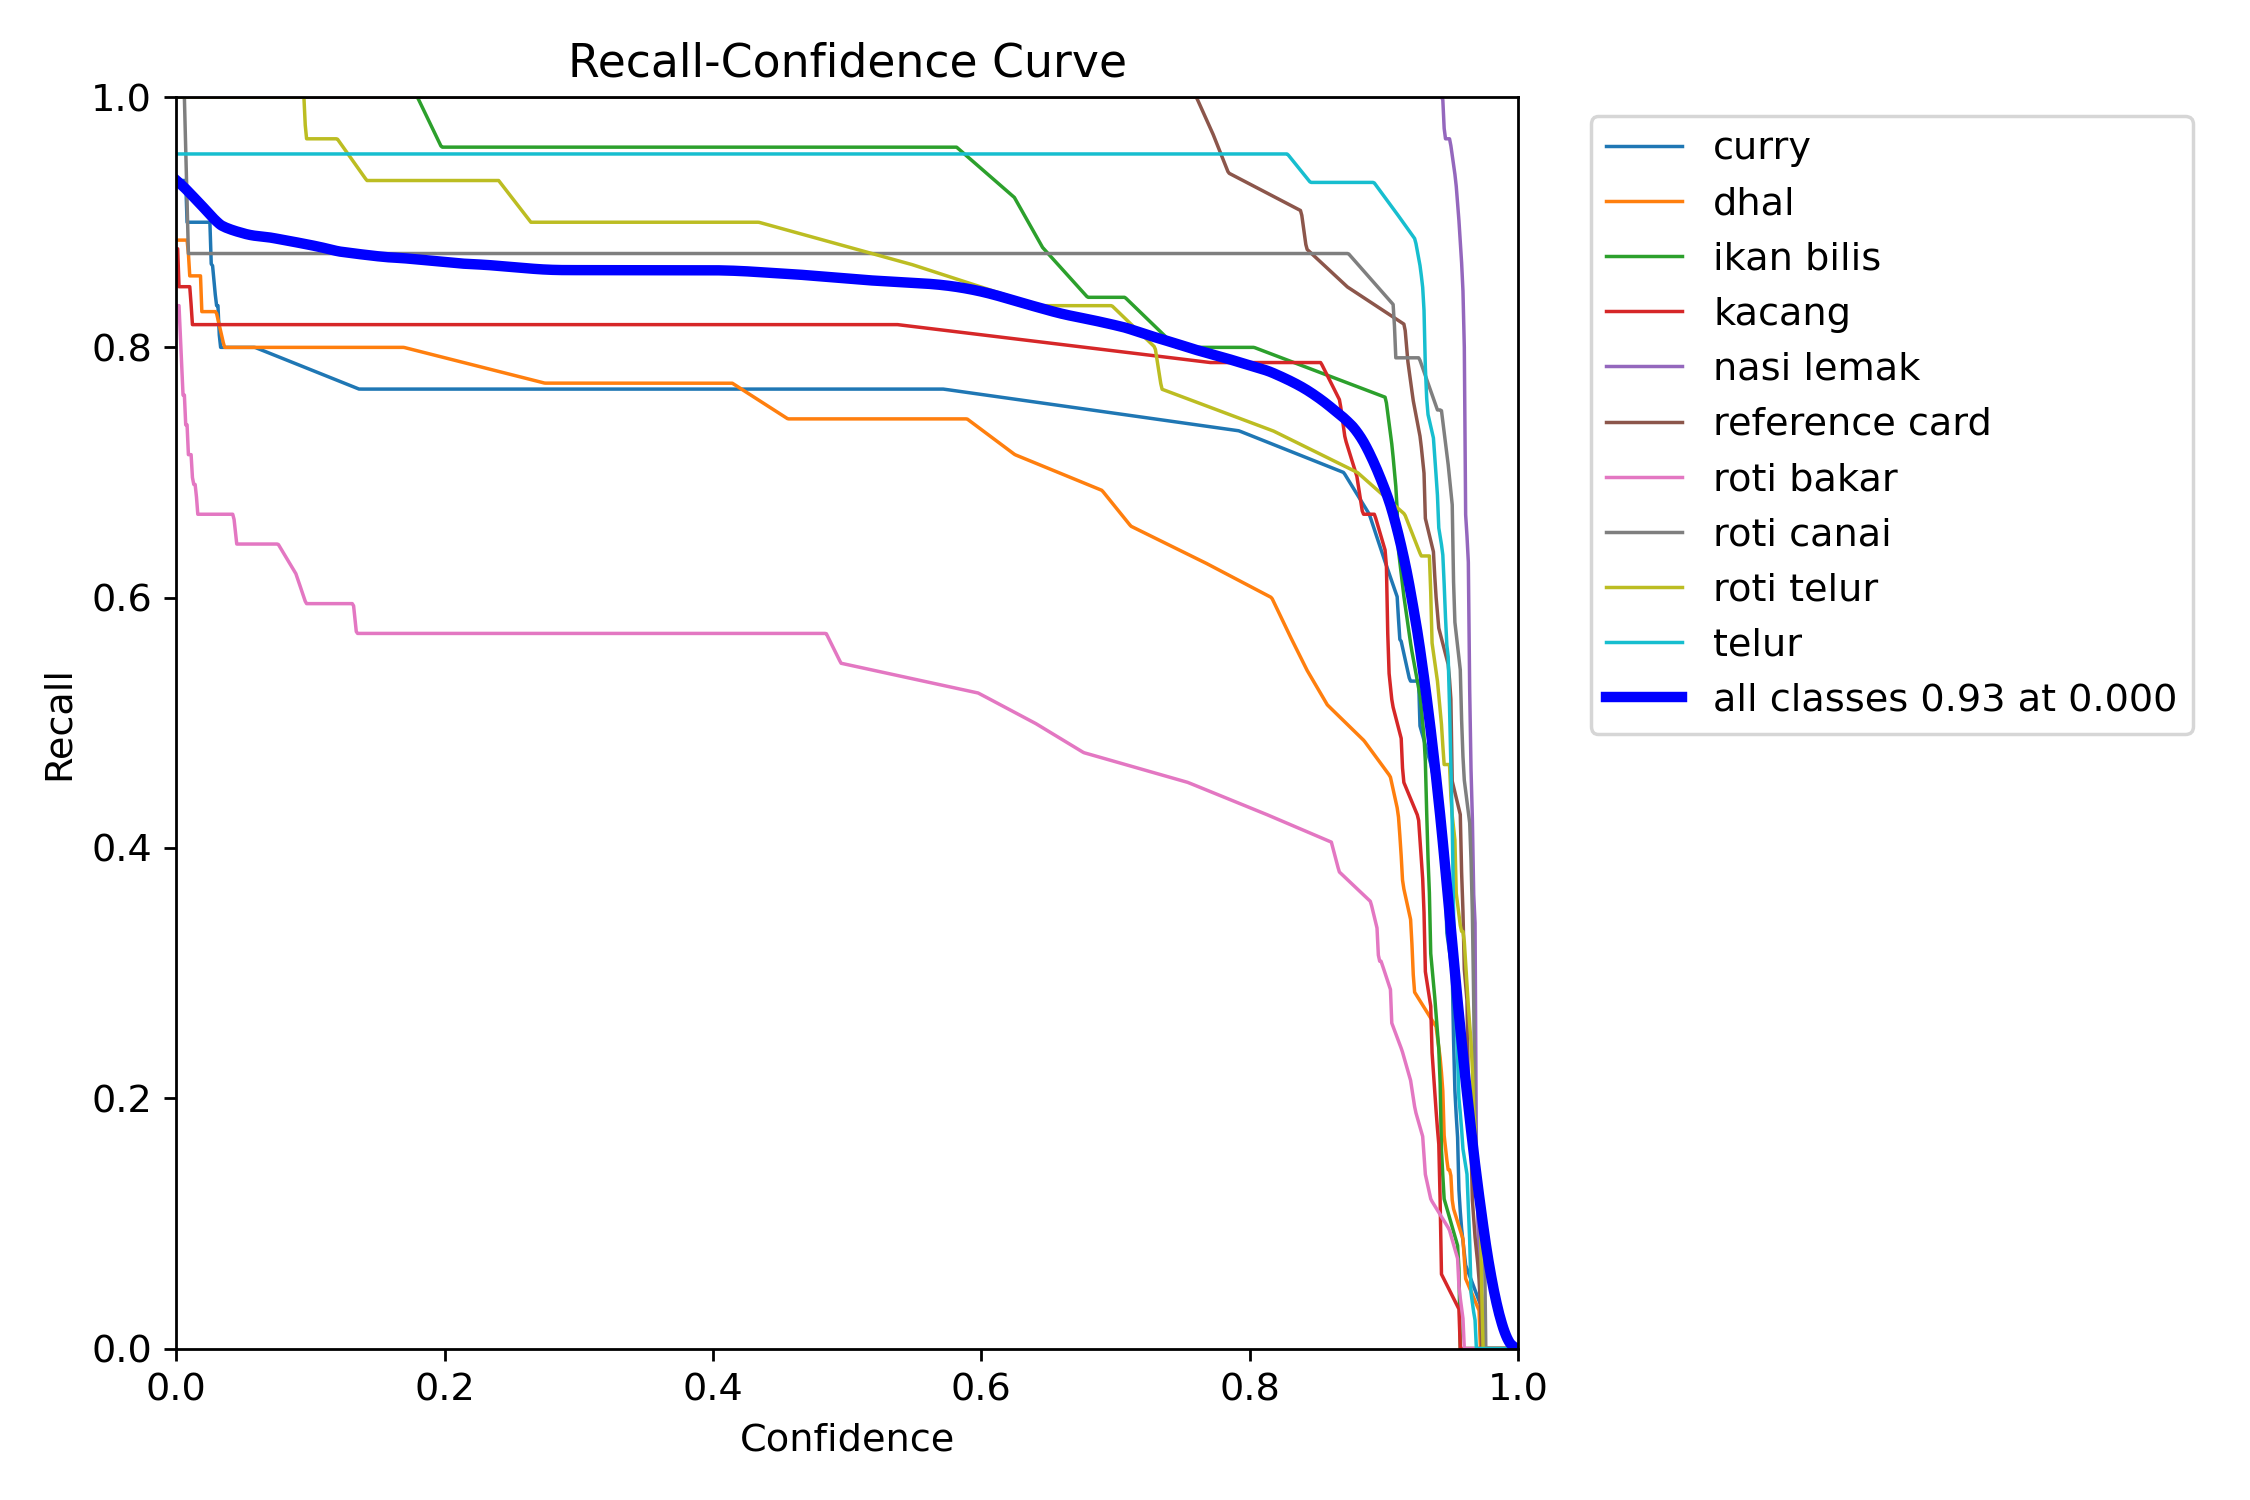 Recall-Confidence Curve
1.0
0.8
0.6
0.4
0.2
0.0
Recall
0.0 0.2 0.4 0.6 0.8 1.0
Confidence
curry
dhal
ikan bilis
kacang
nasi lemak
reference card
roti bakar
roti canai
roti telur
telur
all classes 0.93 at 0.000